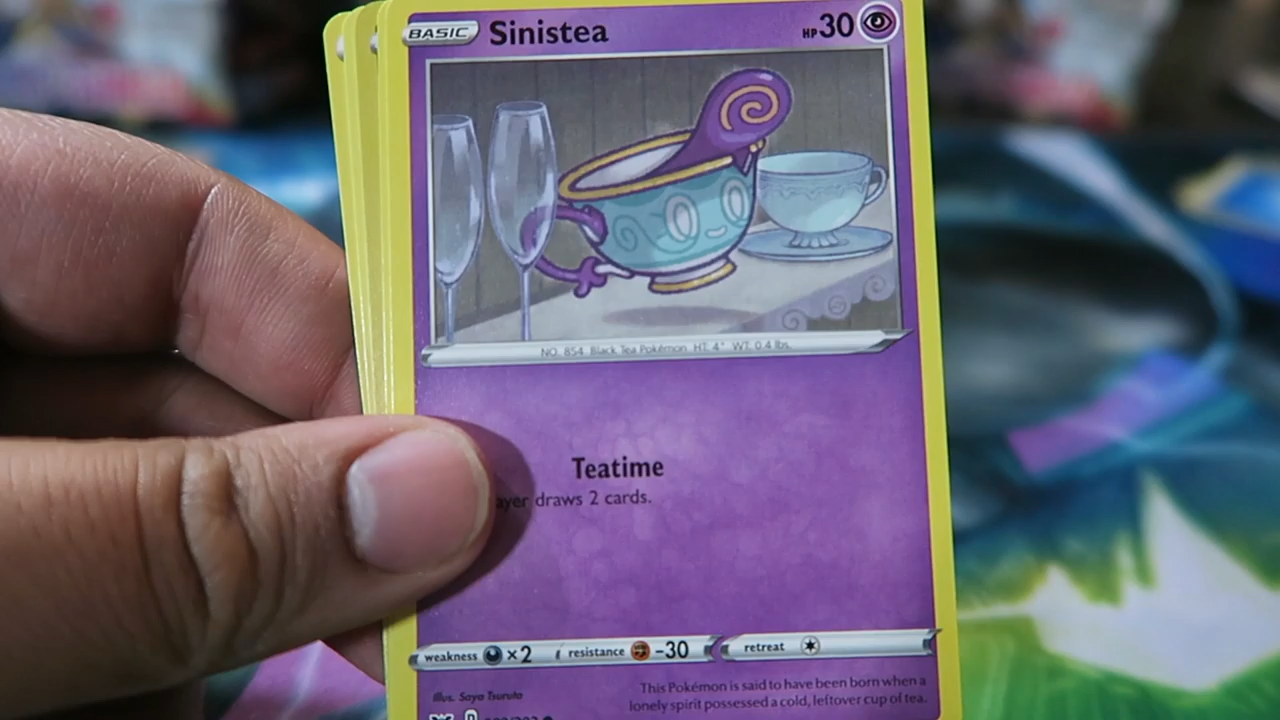 BASIC Sinistea HP 30
NO. 854 Black Tea Pokémon HT: 4" WT: 0.4 lbs.
Teatime
ayer draws 2 cards.
weakness ×2 resistance -30 retreat
Illus. Saya Tsuruta
This Pokémon is said to have been born when a
lonely spirit possessed a cold, leftover cup of tea.